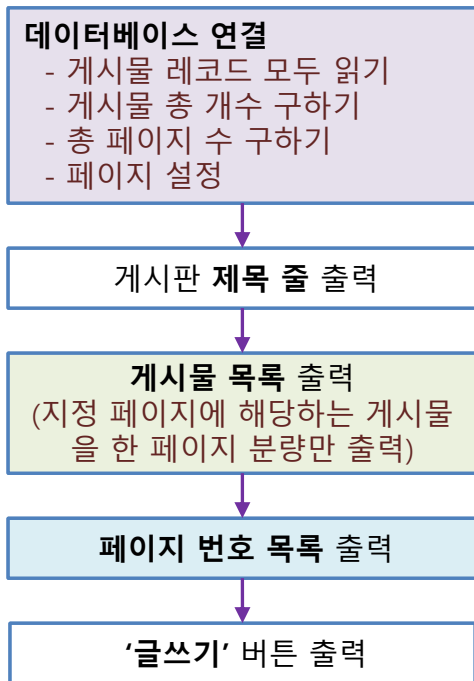 데이터베이스 연결
- 게시물 레코드 모두 읽기
- 게시물 총 개수 구하기
- 총 페이지 수 구하기
- 페이지 설정
게시판 제목 줄 출력
게시물 목록 출력
(지정 페이지에 해당하는 게시물
을 한 페이지 분량만 출력)
페이지 번호 목록 출력
‘글쓰기’ 버튼 출력